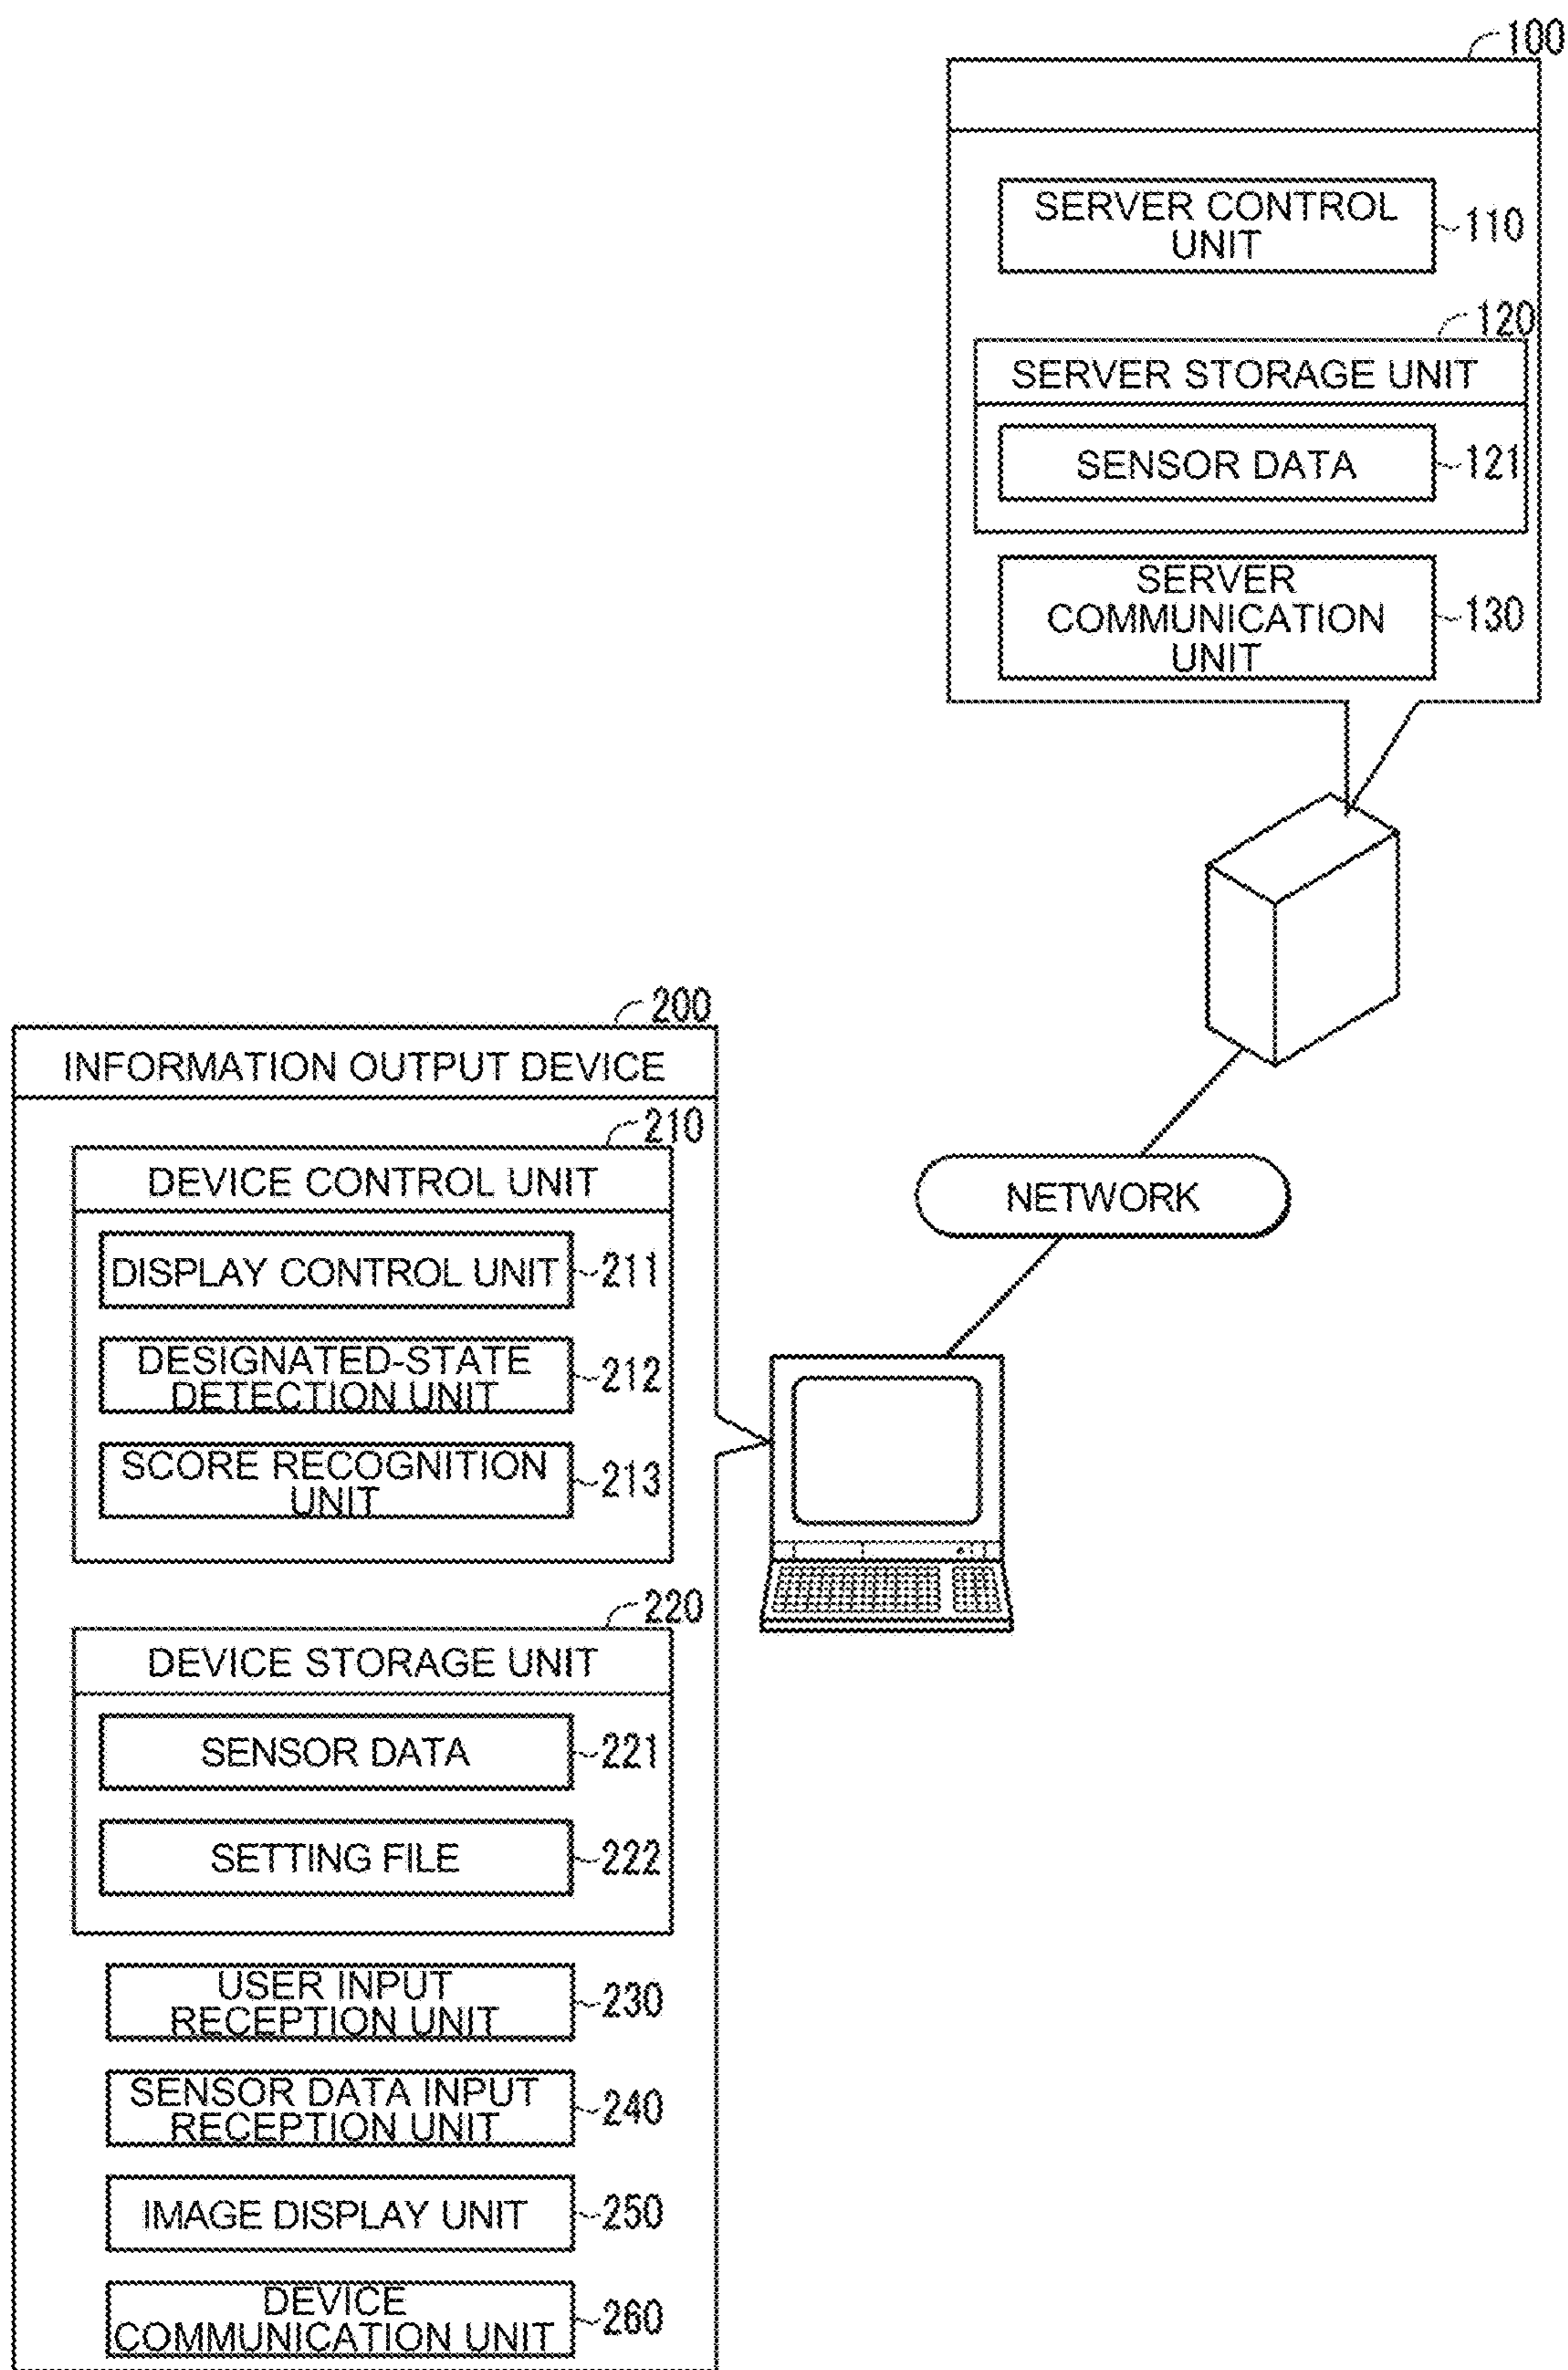 100
SERVER CONTROL
UNIT
110
120
SERVER STORAGE UNIT
SENSOR DATA
121
SERVER
COMMUNICATION
UNIT
130
200
INFORMATION OUTPUT DEVICE
210
DEVICE CONTROL UNIT
DISPLAY CONTROL UNIT
211
DESIGNATED-STATE
DETECTION UNIT
212
SCORE RECOGNITION
UNIT
213
NETWORK
220
DEVICE STORAGE UNIT
SENSOR DATA
221
SETTING FILE
222
USER INPUT
RECEPTION UNIT
230
SENSOR DATA INPUT
RECEPTION UNIT
240
IMAGE DISPLAY UNIT
250
DEVICE
COMMUNICATION UNIT
260